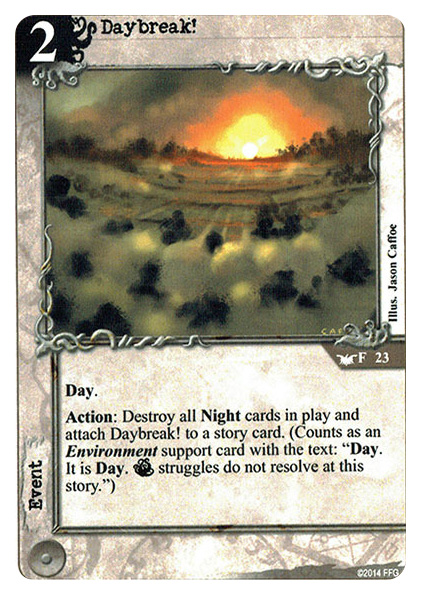 2
Daybreak!
Illus. Jason Caffoe
CAF
F 23
Day.
Action: Destroy all Night cards in play and
attach Daybreak! to a story card. (Counts as an
Environment support card with the text: “Day.
It is Day. struggles do not resolve at this
story.”)
Event
©2014 FFG